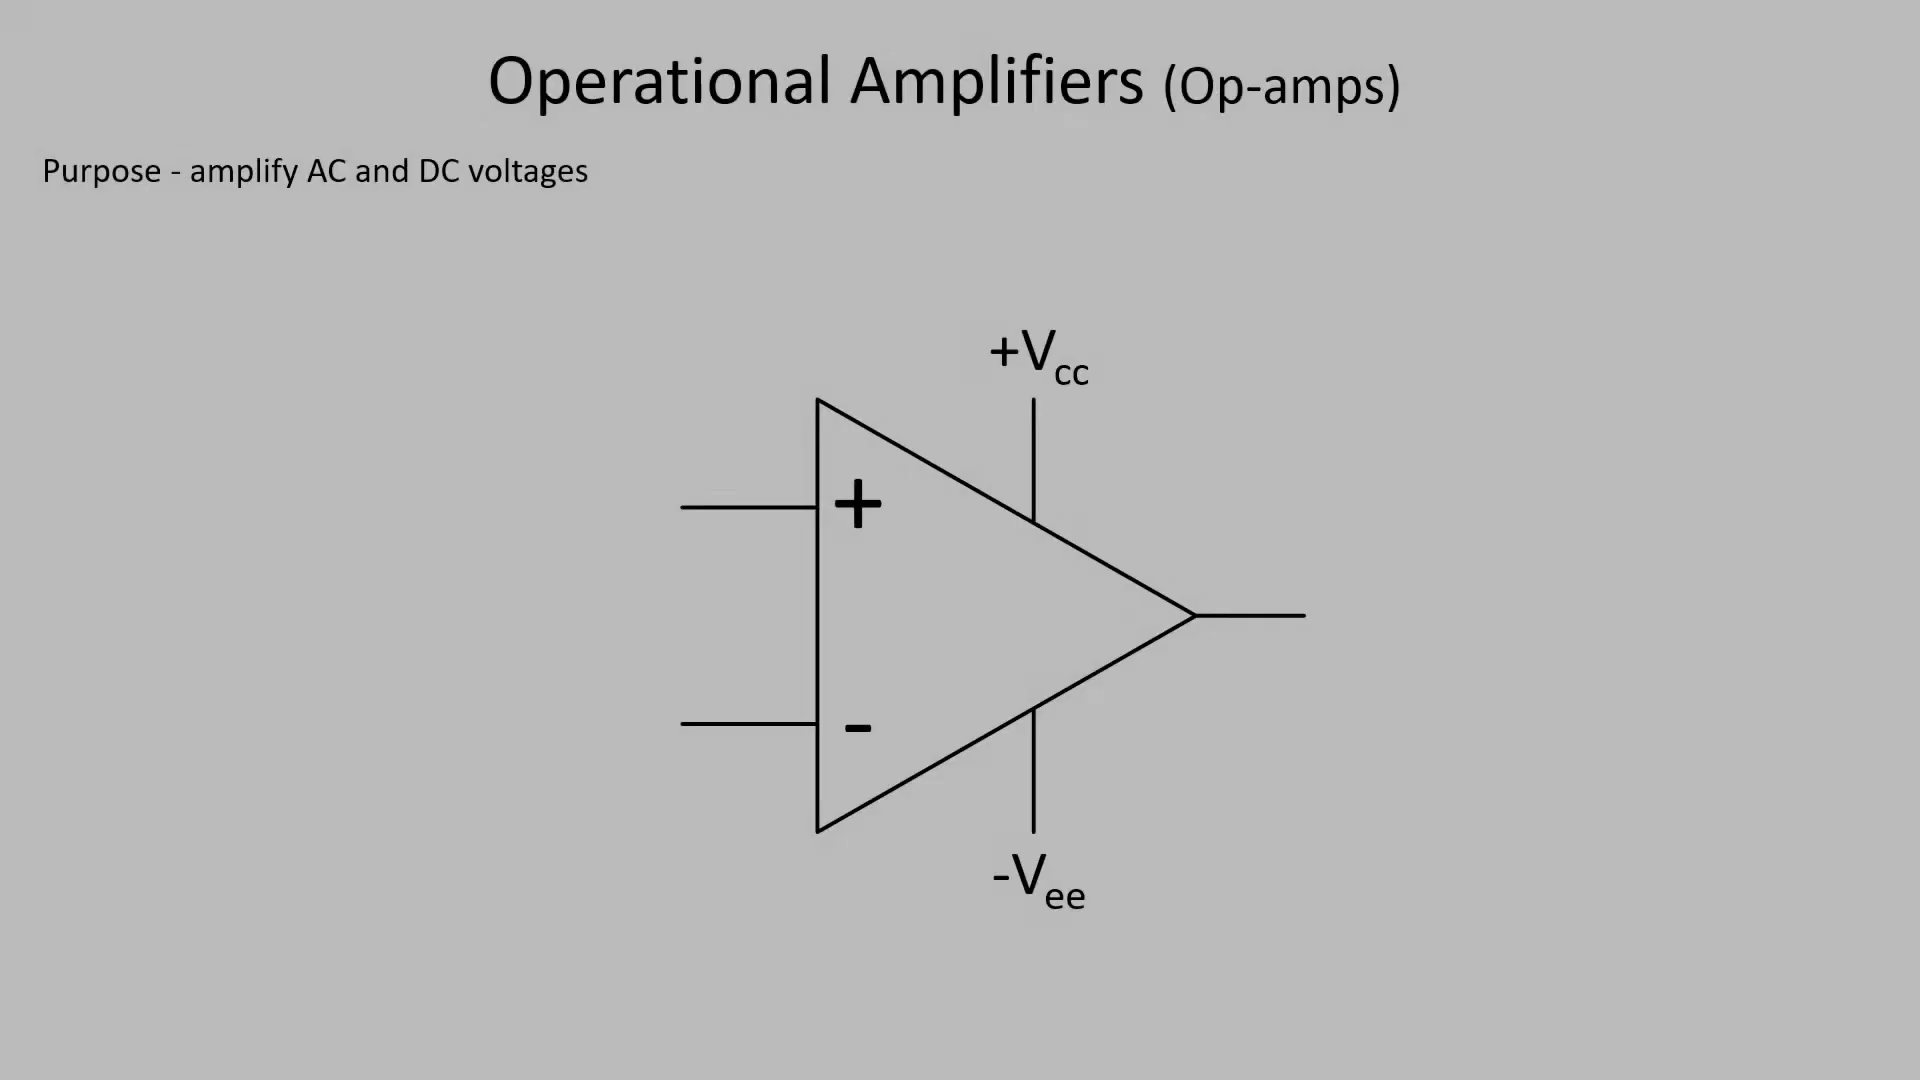 Operational Amplifiers (Op-amps)
Purpose - amplify AC and DC voltages
+Vcc
+
-
-Vee